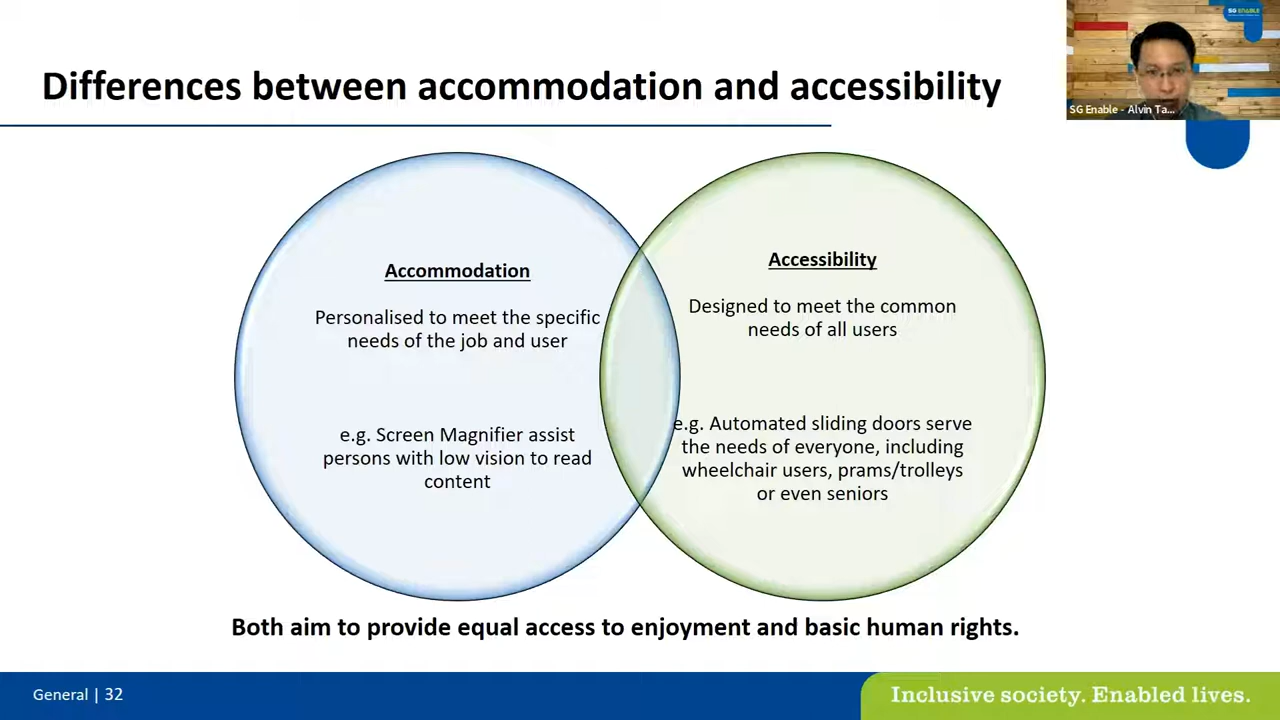 SG ENABLE
Differences between accommodation and accessibility
SG Enable - Alvin Ta...
Accommodation
Personalised to meet the specific
needs of the job and user
e.g. Screen Magnifier assist
persons with low vision to read
content
Accessibility
Designed to meet the common
needs of all users
e.g. Automated sliding doors serve
the needs of everyone, including
wheelchair users, prams/trolleys
or even seniors
Both aim to provide equal access to enjoyment and basic human rights.
General | 32
Inclusive society. Enabled lives.